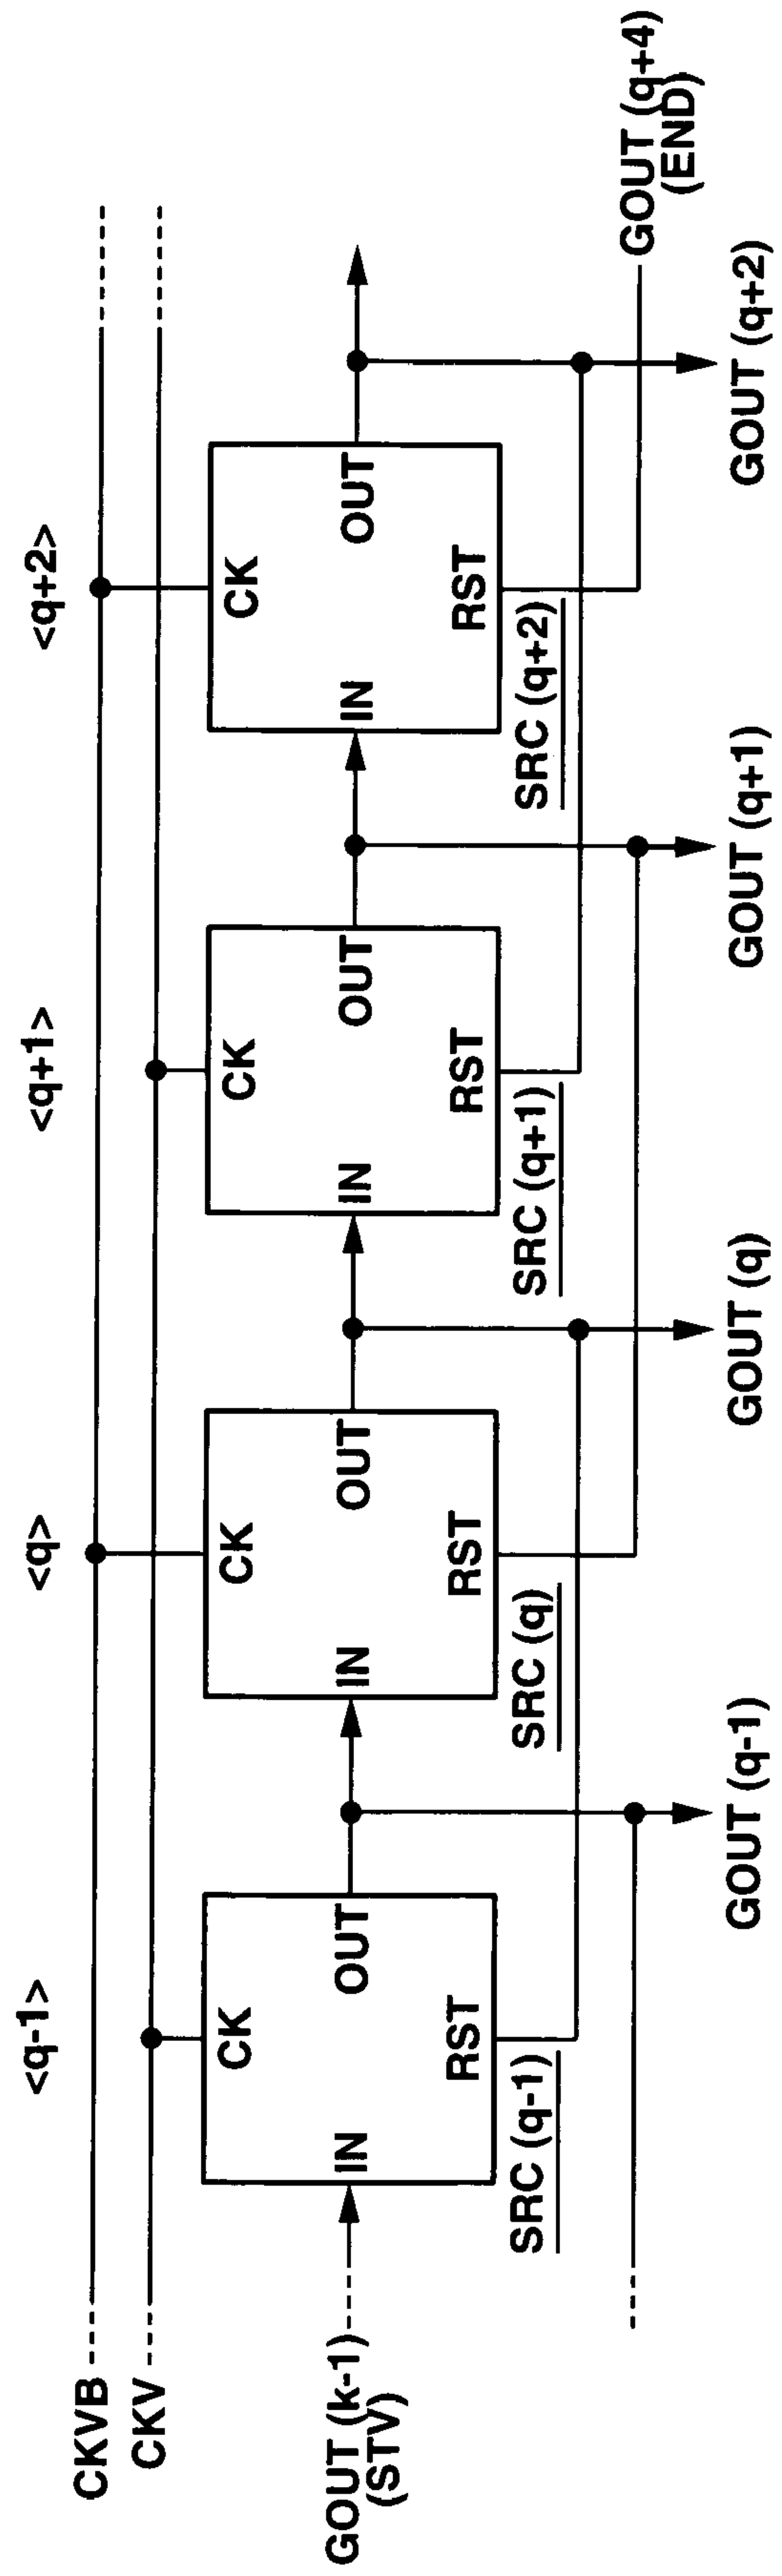 <q-1>
<q>
<q+1>
<q+2>
CKVB
CKV
CK
CK
CK
CK
GOUT (k-1)
(STV)
IN
OUT
IN
OUT
IN
OUT
IN
OUT
RST
RST
RST
RST
SRC (q-1)
SRC (q)
SRC (q+1)
SRC (q+2)
GOUT (q+4)
(END)
GOUT (q-1)
GOUT (q)
GOUT (q+1)
GOUT (q+2)